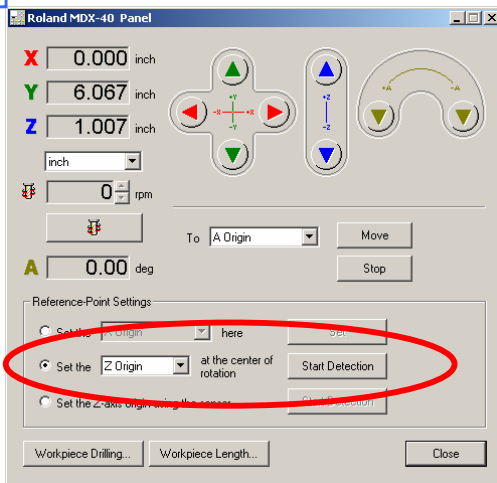 Roland MDX-40 Panel
X 0.000 inch
Y 6.067 inch
Z 1.007 inch
inch
0 rpm
A 0.00 deg
+Y
-X +X
-Y
+Z
-Z
+A -A
To A Origin Move
Stop
Reference-Point Settings
Set the Origin here Set
Set the Z Origin at the center of rotation Start Detection
Set the Z-axis origin using the sensor Start Detection
Workpiece Drilling... Workpiece Length... Close